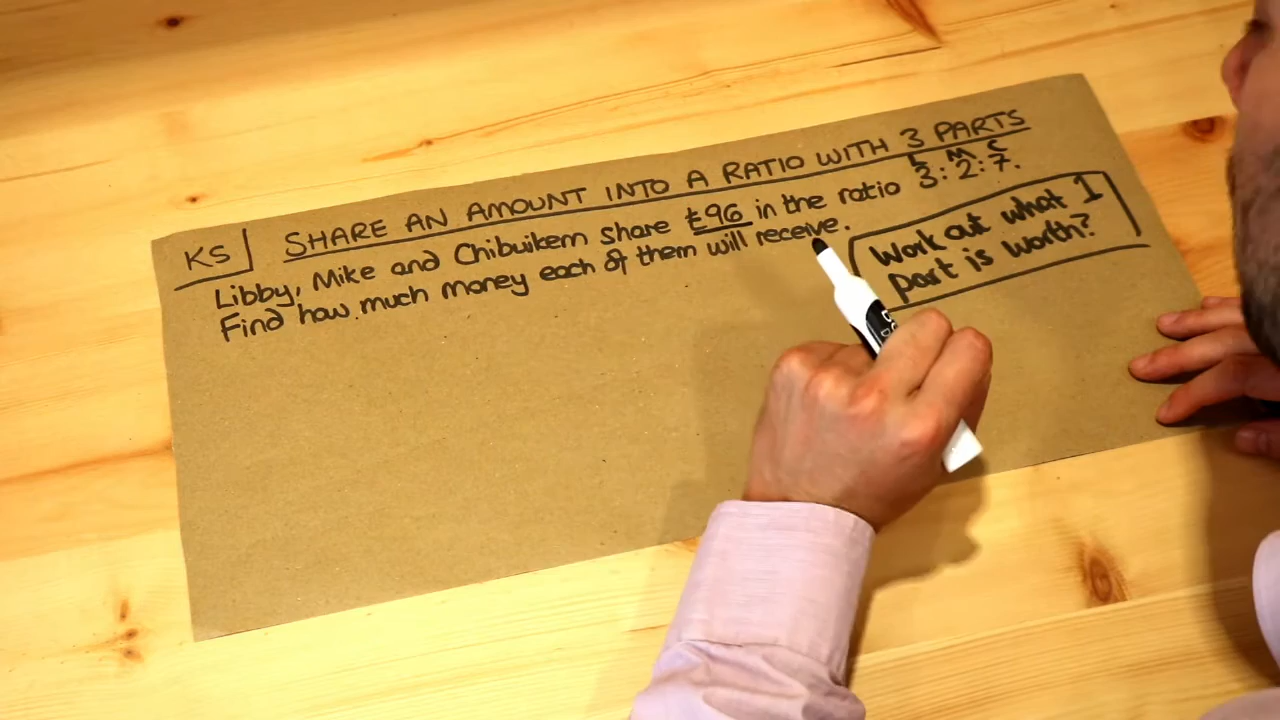 KS
SHARE AN AMOUNT INTO A RATIO WITH 3 PARTS
L M C
Libby, Mike and Chibuikem share £96 in the ratio 3:2:7.
Find how much money each of them will receive.
Work out what 1
part is worth?